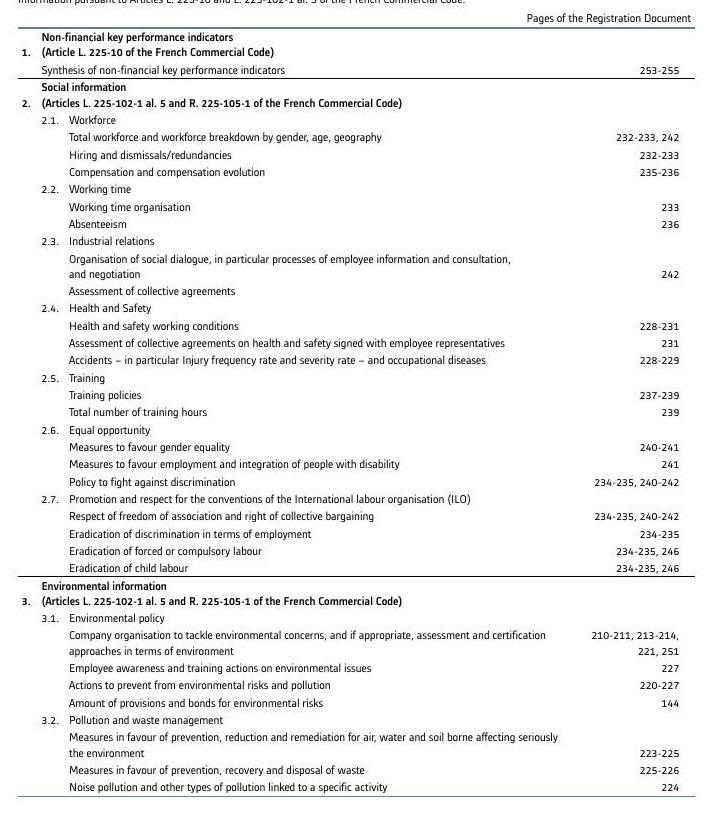 information pursuant to Articles L. 225-10 and L. 225-102-1 al. 5 of the French Commercial Code.
Pages of the Registration Document
Non-financial key performance indicators
1. (Article L. 225-10 of the French Commercial Code)
Synthesis of non-financial key performance indicators 253-255
Social information
2. (Articles L. 225-102-1 al. 5 and R. 225-105-1 of the French Commercial Code)
2.1. Workforce
Total workforce and workforce breakdown by gender, age, geography 232-233, 242
Hiring and dismissals/redundancies 232-233
Compensation and compensation evolution 235-236
2.2. Working time
Working time organisation 233
Absenteeism 236
2.3. Industrial relations
Organisation of social dialogue, in particular processes of employee information and consultation,
and negotiation 242
Assessment of collective agreements
2.4. Health and Safety
Health and safety working conditions 228-231
Assessment of collective agreements on health and safety signed with employee representatives 231
Accidents – in particular Injury frequency rate and severity rate – and occupational diseases 228-229
2.5. Training
Training policies 237-239
Total number of training hours 239
2.6. Equal opportunity
Measures to favour gender equality 240-241
Measures to favour employment and integration of people with disability 241
Policy to fight against discrimination 234-235, 240-242
2.7. Promotion and respect for the conventions of the International labour organisation (ILO)
Respect of freedom of association and right of collective bargaining 234-235, 240-242
Eradication of discrimination in terms of employment 234-235
Eradication of forced or compulsory labour 234-235, 246
Eradication of child labour 234-235, 246
Environmental information
3. (Articles L. 225-102-1 al. 5 and R. 225-105-1 of the French Commercial Code)
3.1. Environmental policy
Company organisation to tackle environmental concerns, and if appropriate, assessment and certification 210-211, 213-214,
approaches in terms of environment 221, 251
Employee awareness and training actions on environmental issues 227
Actions to prevent from environmental risks and pollution 220-227
Amount of provisions and bonds for environmental risks 144
3.2. Pollution and waste management
Measures in favour of prevention, reduction and remediation for air, water and soil borne affecting seriously
the environment 223-225
Measures in favour of prevention, recovery and disposal of waste 225-226
Noise pollution and other types of pollution linked to a specific activity 224